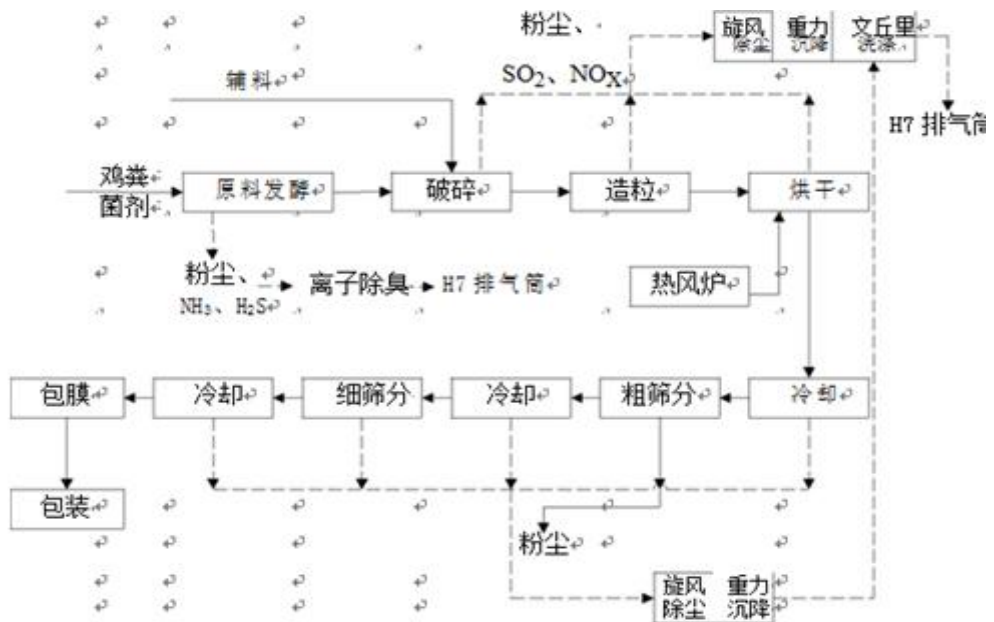 粉尘、
旋风 重力 文丘里
除尘 沉降 洗涤
SO₂、NOX
辅料
H7 排气筒
鸡粪
菌剂
原料发酵
破碎
造粒
烘干
粉尘、
NH₃、H₂S
离子除臭
H7 排气筒
热风炉
包膜
冷却
细筛分
冷却
粗筛分
冷却
包装
粉尘
旋风 重力
除尘 沉降